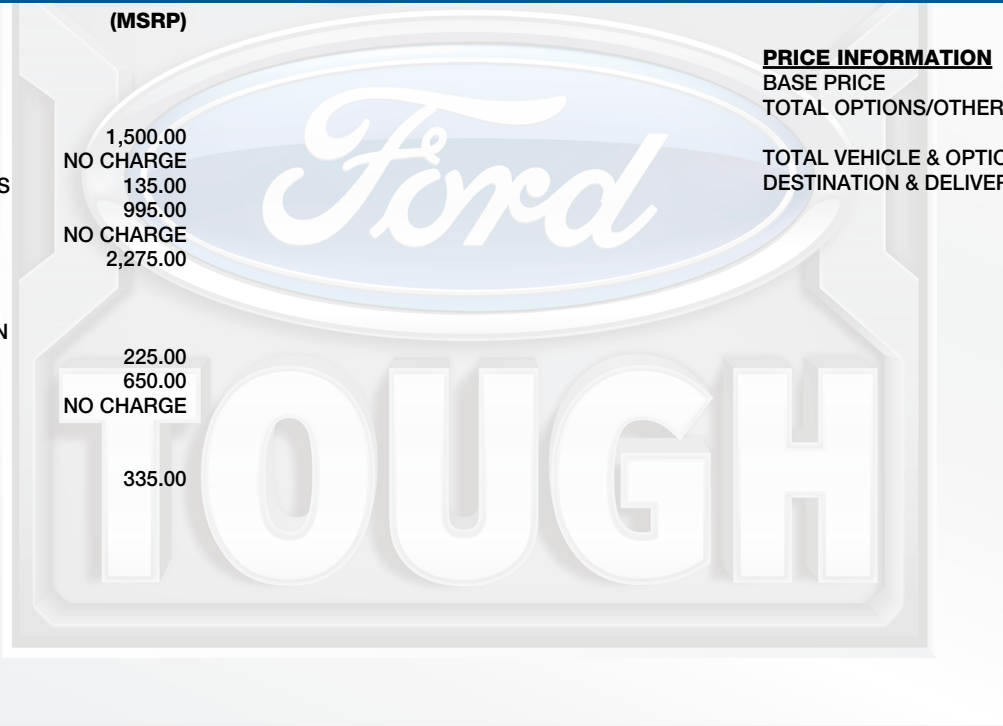 (MSRP)
1,500.00
NO CHARGE
S 135.00
995.00
NO CHARGE
2,275.00
N
225.00
650.00
NO CHARGE
335.00
PRICE INFORMATION
BASE PRICE
TOTAL OPTIONS/OTHER
TOTAL VEHICLE & OPTIO
DESTINATION & DELIVER
Ford
TOUGH